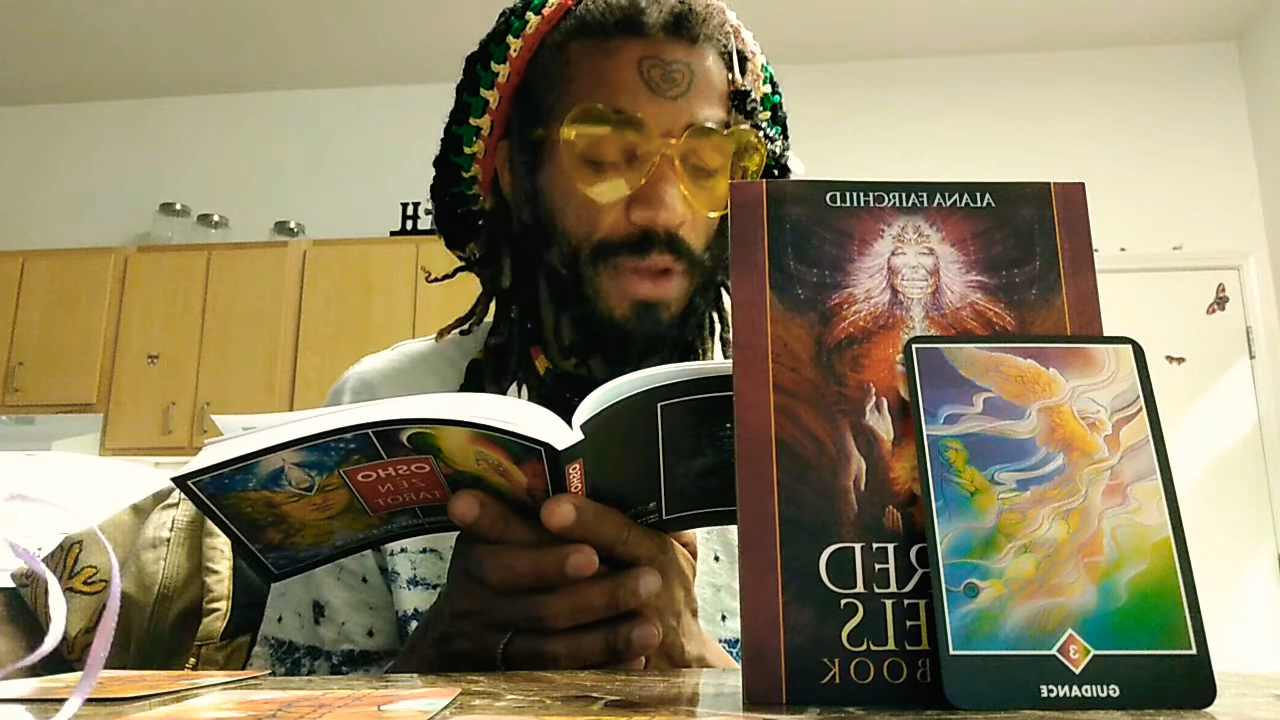 H
OSHO
ZEN
TAROT
OSHO
ALANA FAIRCHILD
RED
ELS
BOOK
3
GUIDANCE